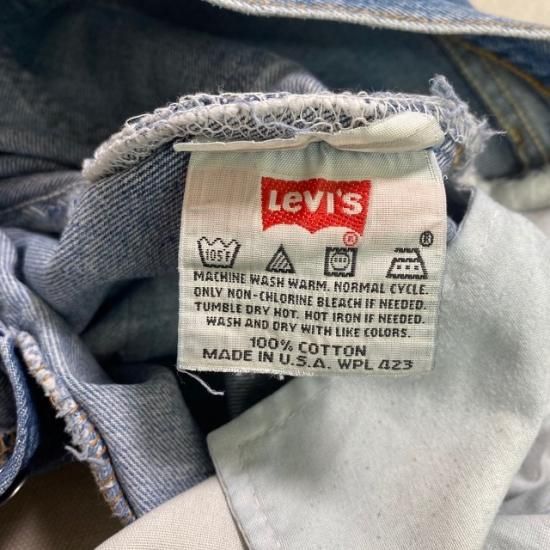 LEVI'S
®
105F
®
MACHINE WASH WARM. NORMAL CYCLE.
ONLY NON-CHLORINE BLEACH IF NEEDED.
TUMBLE DRY HOT. HOT IRON IF NEEDED.
WASH AND DRY WITH LIKE COLORS.
100% COTTON
MADE IN U.S.A. WPL 423